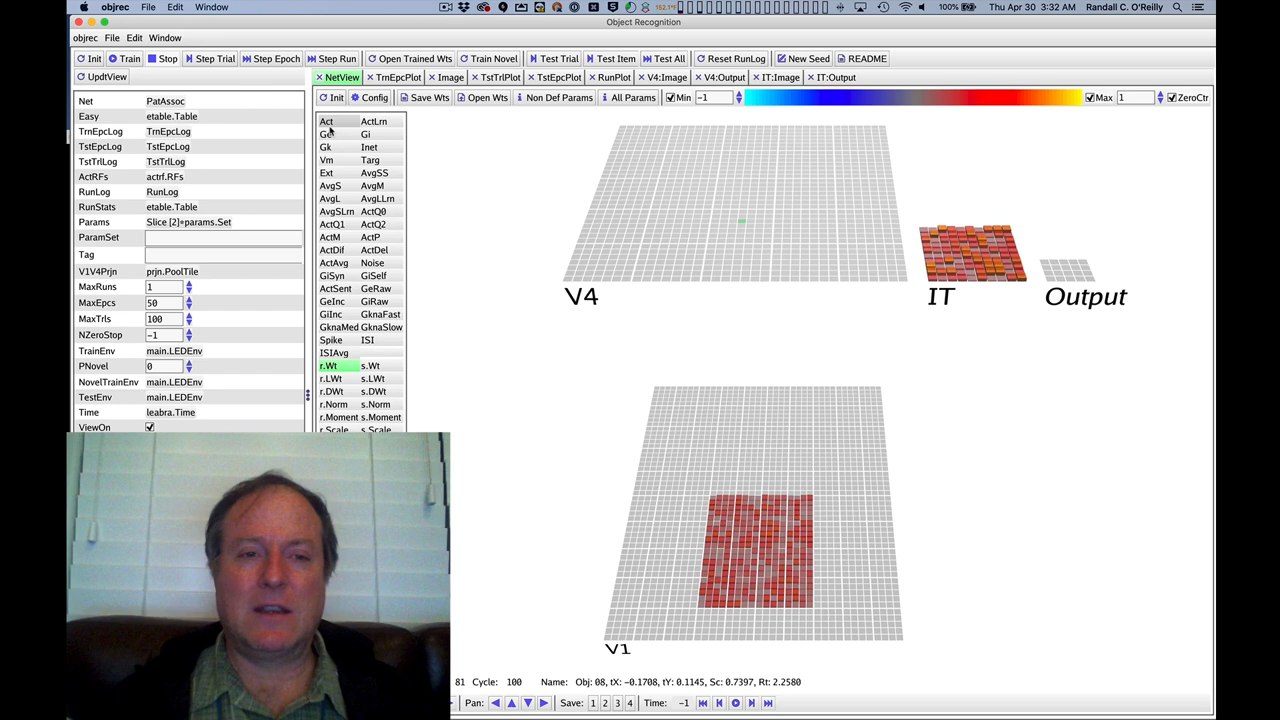 objrec File Edit Window 100% Thu Apr 30 3:32 AM Randall C. O'Reilly
Object Recognition
objrec File Edit Window
Init Train Stop Step Trial Step Epoch Step Run Open Trained Wts Train Novel Test Trial Test Item Test All Reset RunLog New Seed README
UpdtView
NetView TrnEpcPlot Image TstTrlPlot TstEpcPlot RunPlot V4:Image V4:Output IT:Image IT:Output
Init Config Save Wts Open Wts Non Def Params All Params Min -1 Max 1 ZeroCtr
Net PatAssoc
Easy etable.Table
TrnEpcLog TrnEpcLog
TstEpcLog TstEpcLog
TstTrlLog TstTrlLog
ActRFs actrf.RFs
RunLog RunLog
RunStats etable.Table
Params Slice [2]*params.Set
ParamSet
Tag
V1V4Prjn prjn.PoolTile
MaxRuns 1
MaxEpcs 50
MaxTrls 100
NZeroStop -1
TrainEnv main.LEDEnv
PNovel 0
NovelTrainEnv main.LEDEnv
TestEnv main.LEDEnv
Time leabra.Time
ViewOn
Act ActLrn
Ge Gi
Gk Inet
Vm Targ
Ext AvgSS
AvgS AvgM
AvgL AvgLLrn
AvgSLrn ActQ0
ActQ1 ActQ2
ActM ActP
ActDif ActDel
ActAvg Noise
GiSyn GiSelf
ActSent GeRaw
GeInc GiRaw
GiInc GknaFast
GknaMed GknaSlow
Spike ISI
ISIAvg
r.Wt s.Wt
r.LWt s.LWt
r.DWt s.DWt
r.Norm s.Norm
r.Moment s.Moment
r.Scale s.Scale
V4 IT Output
V1
81 Cycle: 100 Name: Obj: 08, tX: -0.1708, tY: 0.1145, Sc: 0.7397, Rt: 2.2580
Pan: Save: 1 2 3 4 Time: -1